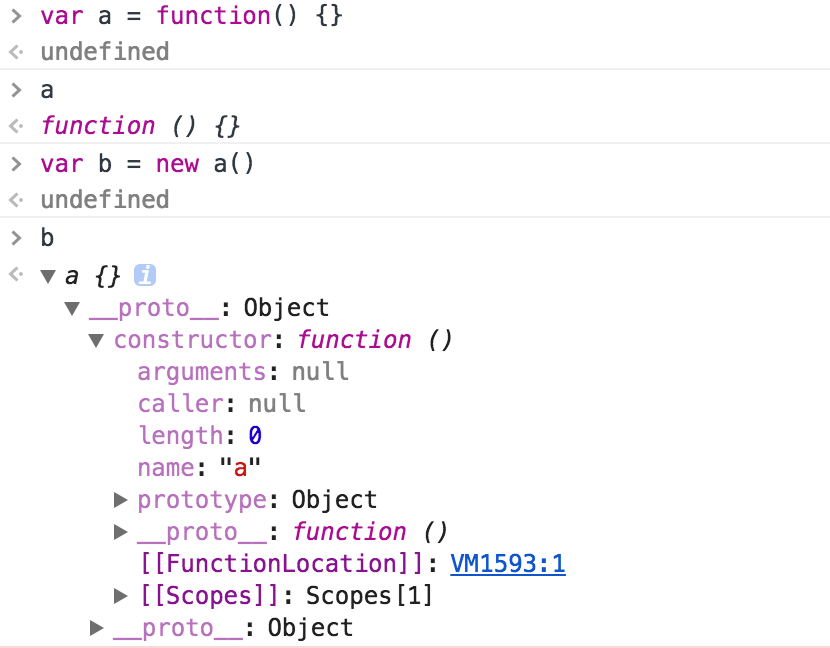 > var a = function() {}
<· undefined
> a
<· function () {}
> var b = new a()
<· undefined
> b
<· ▼ a {} i
▼ __proto__: Object
▼ constructor: function ()
arguments: null
caller: null
length: 0
name: "a"
▶ prototype: Object
▶ __proto__: function ()
[[FunctionLocation]]: VM1593:1
▶ [[Scopes]]: Scopes[1]
▶ __proto__: Object